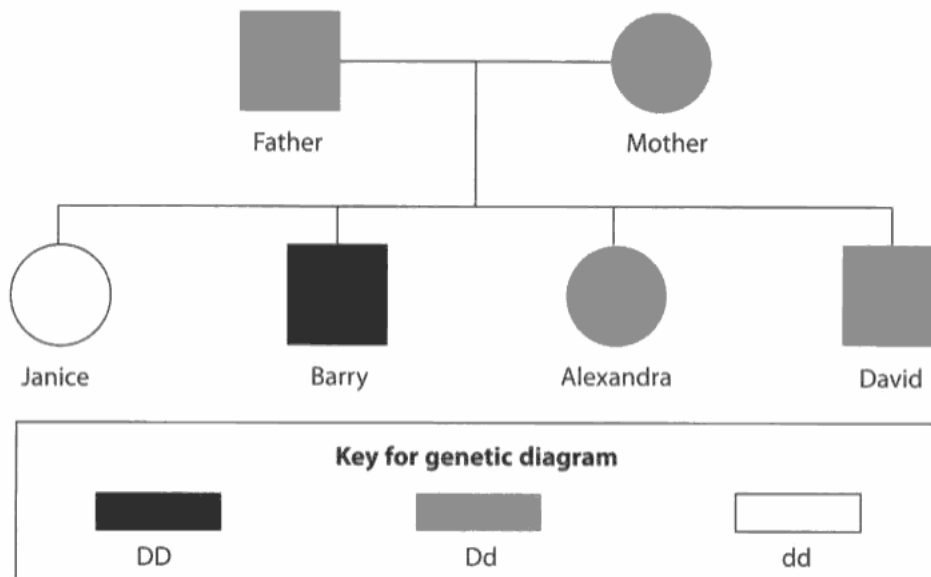 Father Mother
Janice Barry Alexandra David
Key for genetic diagram
DD Dd dd